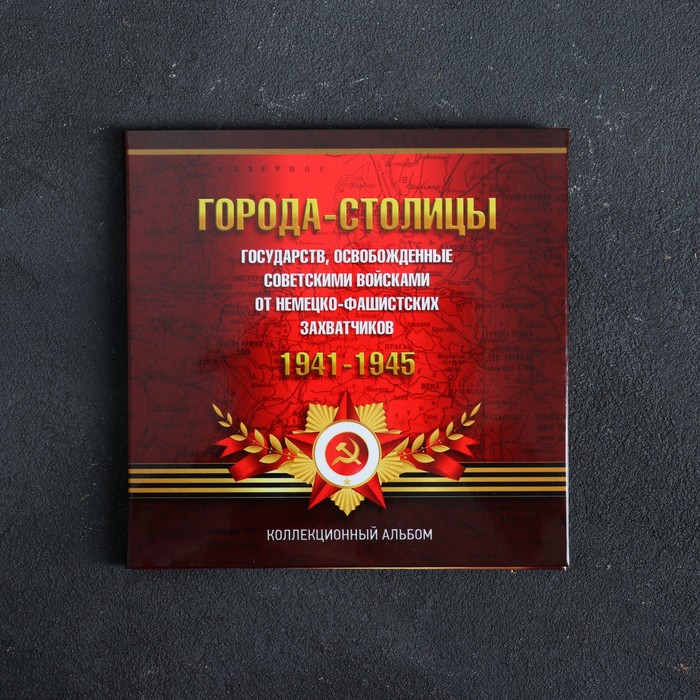 ГОРОДА-СТОЛИЦЫ
ГОСУДАРСТВ, ОСВОБОЖДЕННЫЕ
СОВЕТСКИМИ ВОЙСКАМИ
ОТ НЕМЕЦКО-ФАШИСТСКИХ
ЗАХВАТЧИКОВ
1941-1945
КОЛЛЕКЦИОННЫЙ АЛЬБОМ